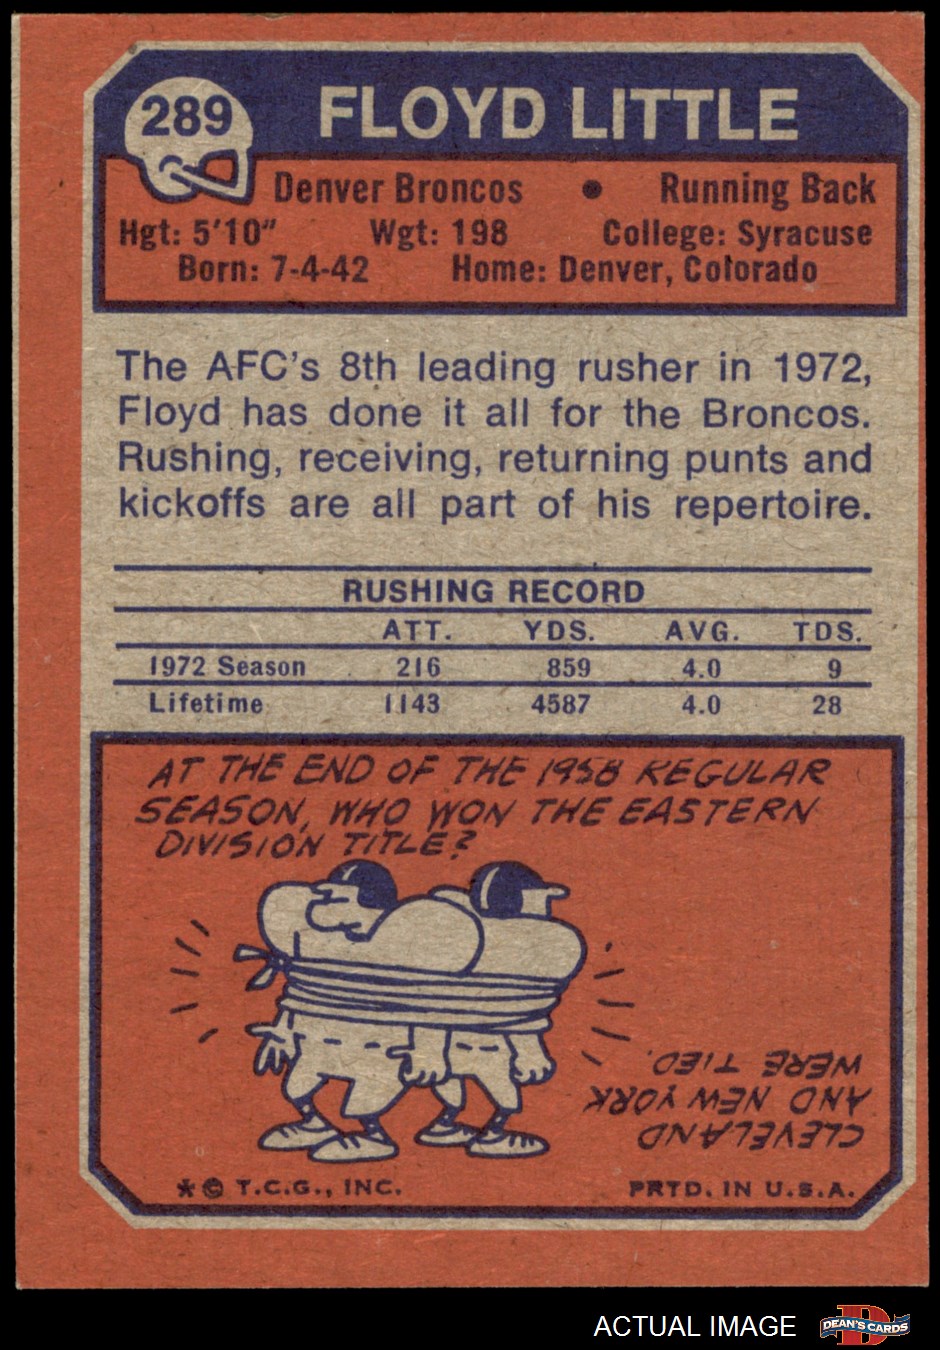 289
FLOYD LITTLE
Denver Broncos • Running Back
Hgt: 5'10" Wgt: 198 College: Syracuse
Born: 7-4-42 Home: Denver, Colorado
The AFC's 8th leading rusher in 1972,
Floyd has done it all for the Broncos.
Rushing, receiving, returning punts and
kickoffs are all part of his repertoire.
RUSHING RECORD
ATT. YDS. AVG. TDS.
1972 Season 216 859 4.0 9
Lifetime 1143 4587 4.0 28
AT THE END OF THE 1958 REGULAR
SEASON, WHO WON THE EASTERN
DIVISION TITLE?
CLEVELAND
AND NEW YORK
WERE TIED.
* © T.C.G., INC. PRTD. IN U.S.A.
ACTUAL IMAGE
D
DEAN'S CARDS